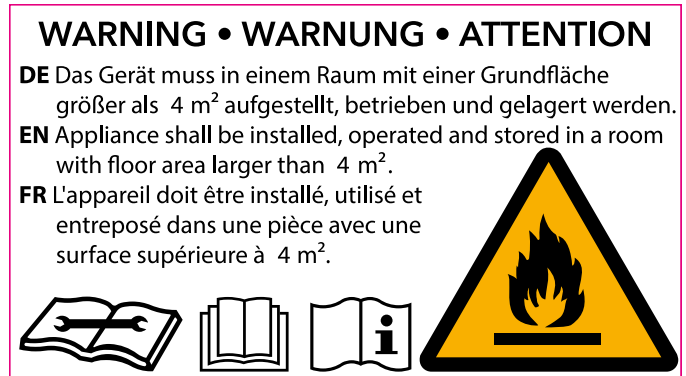 WARNING • WARNUNG • ATTENTION
DE Das Gerät muss in einem Raum mit einer Grundfläche
größer als 4 m² aufgestellt, betrieben und gelagert werden.
EN Appliance shall be installed, operated and stored in a room
with floor area larger than 4 m².
FR L'appareil doit être installé, utilisé et
entreposé dans une pièce avec une
surface supérieure à 4 m².
i